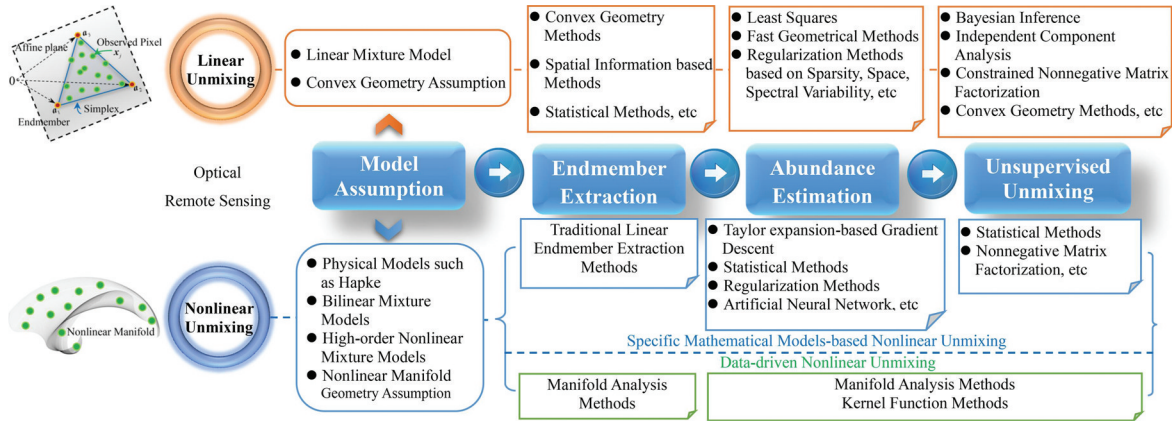 Affine plane
a₃
Observed Pixel
xⱼ
0
a₂
a₁
Simplex
Endmember
Linear
Unmixing
● Linear Mixture Model
● Convex Geometry Assumption
● Convex Geometry
Methods
● Spatial Information based
Methods
● Statistical Methods, etc
● Least Squares
● Fast Geometrical Methods
● Regularization Methods
based on Sparsity, Space,
Spectral Variability, etc
● Bayesian Inference
● Independent Component
Analysis
● Constrained Nonnegative Matrix
Factorization
● Convex Geometry Methods, etc
Optical
Remote Sensing
Model
Assumption
Endmember
Extraction
Abundance
Estimation
Unsupervised
Unmixing
Nonlinear Manifold
Nonlinear
Unmixing
● Physical Models such
as Hapke
● Bilinear Mixture
Models
● High-order Nonlinear
Mixture Models
● Nonlinear Manifold
Geometry Assumption
Traditional Linear
Endmember Extraction
Methods
● Taylor expansion-based Gradient
Descent
● Statistical Methods
● Regularization Methods
● Artificial Neural Network, etc
● Statistical Methods
● Nonnegative Matrix
Factorization, etc
Specific Mathematical Models-based Nonlinear Unmixing
Data-driven Nonlinear Unmixing
Manifold Analysis
Methods
Manifold Analysis Methods
Kernel Function Methods